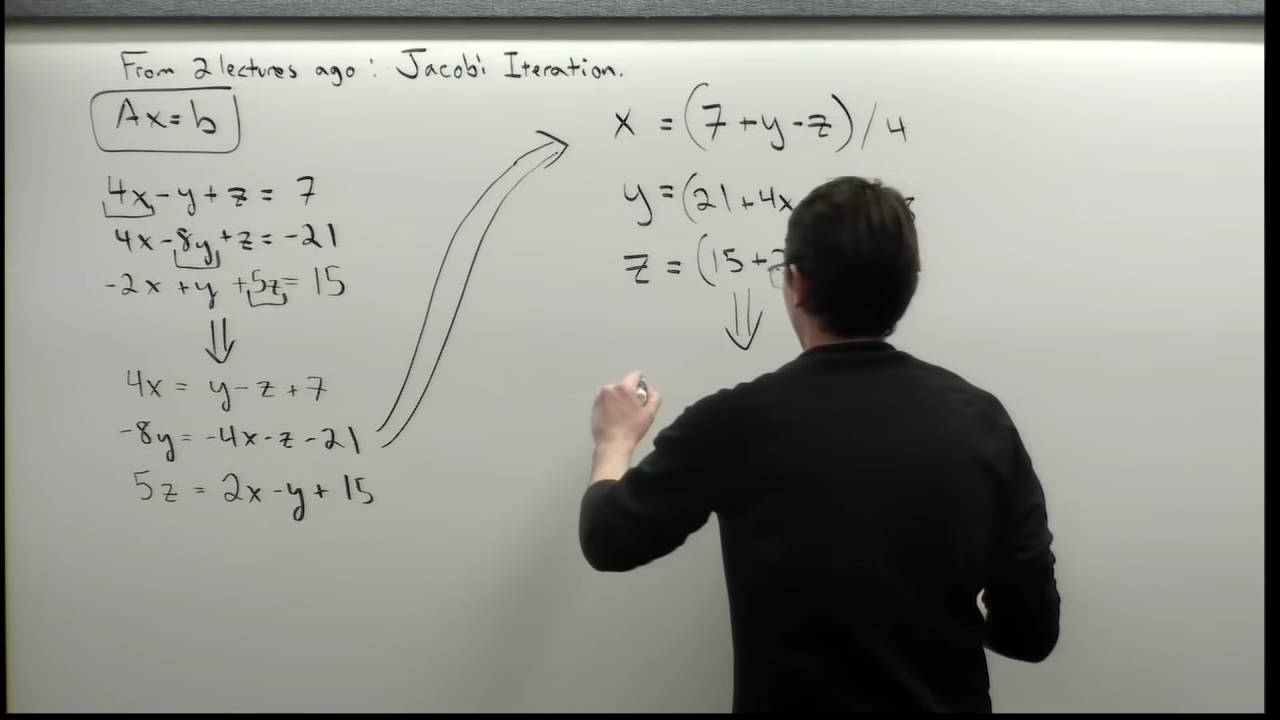 From 2 lectures ago: Jacobi Iteration.
Ax=b
4x-y+z=7
4x-8y+z=-21
-2x+y+5z=15
⇓
4x = y-z+7
-8y=-4x-z-21
5z = 2x-y+15
x = (7+y-z)/4
y=(21+4x
z = (15+
⇓